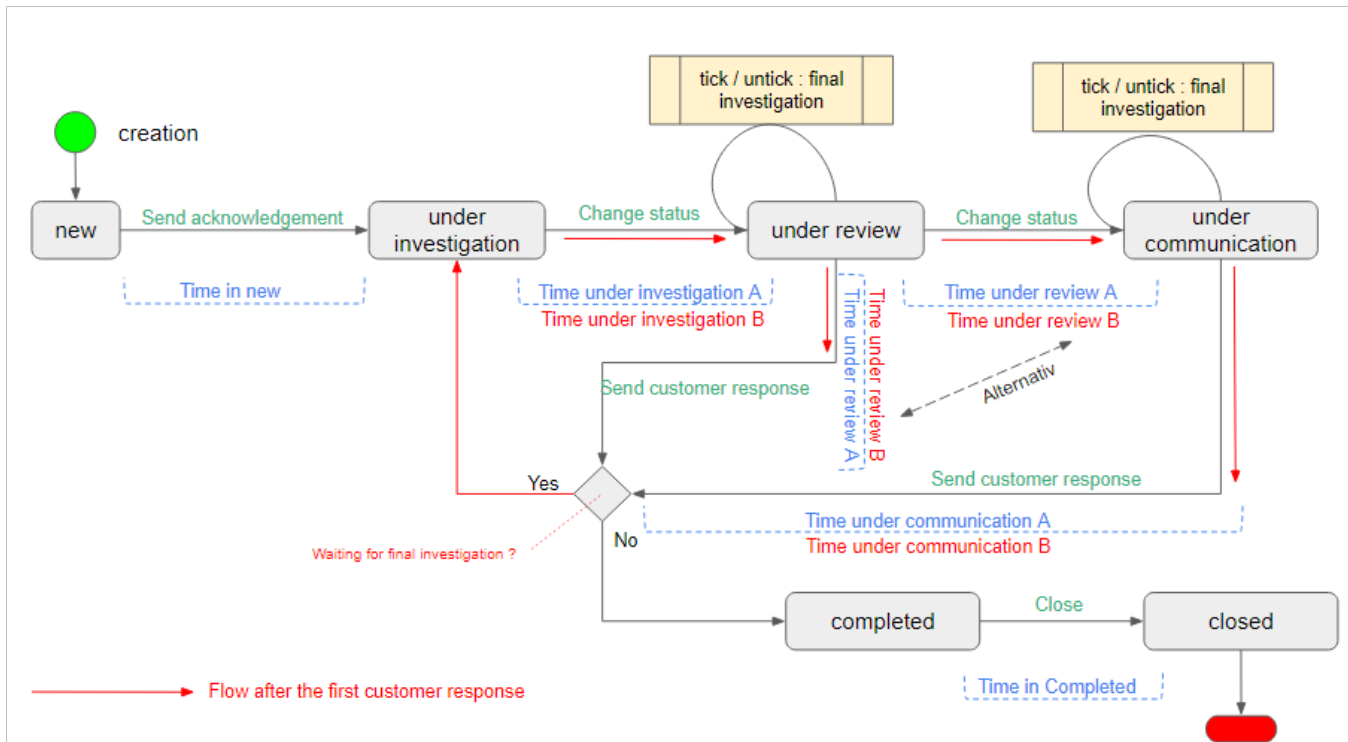 tick / untick : final
investigation
tick / untick : final
investigation
creation
new
Send acknowledgement
under
investigation
Change status
under review
Change status
under
communication
Time in new
Time under investigation A
Time under investigation B
Time under review A
Time under review B
Time under review A
Time under review B
Alternativ
Send customer response
Send customer response
Yes
Time under communication A
Time under communication B
No
Waiting for final investigation ?
completed
Close
closed
Flow after the first customer response
Time in Completed